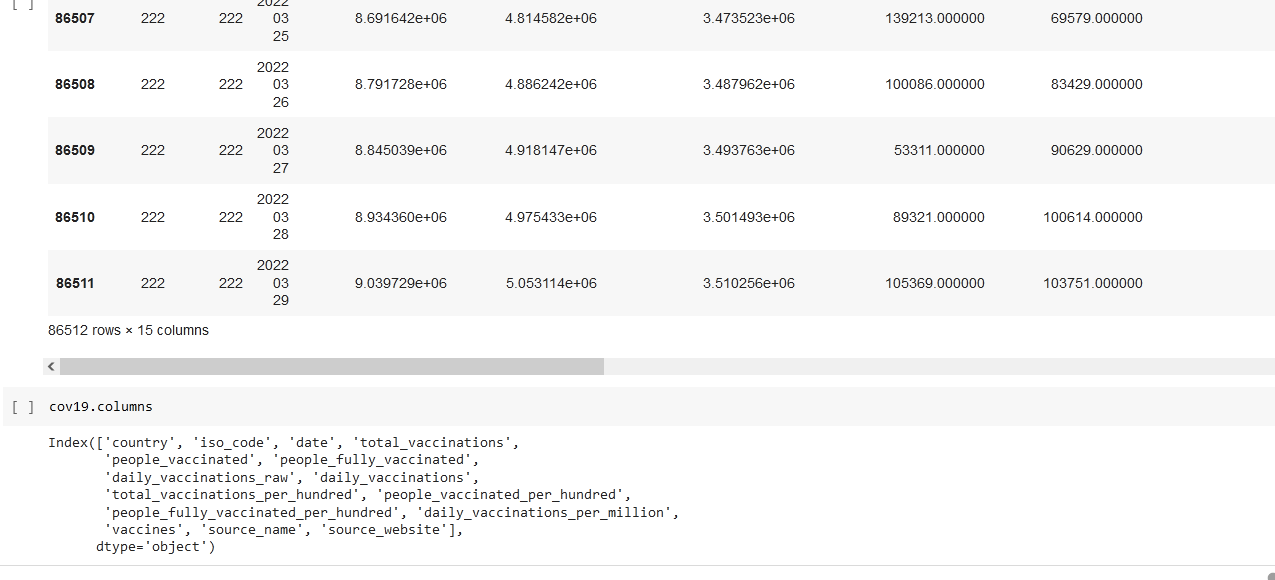 [ ]
2022
86507 222 222 03 8.691642e+06 4.814582e+06 3.473523e+06 139213.000000 69579.000000
25
2022
86508 222 222 03 8.791728e+06 4.886242e+06 3.487962e+06 100086.000000 83429.000000
26
2022
86509 222 222 03 8.845039e+06 4.918147e+06 3.493763e+06 53311.000000 90629.000000
27
2022
86510 222 222 03 8.934360e+06 4.975433e+06 3.501493e+06 89321.000000 100614.000000
28
2022
86511 222 222 03 9.039729e+06 5.053114e+06 3.510256e+06 105369.000000 103751.000000
29
86512 rows × 15 columns
[ ] cov19.columns
Index(['country', 'iso_code', 'date', 'total_vaccinations',
'people_vaccinated', 'people_fully_vaccinated',
'daily_vaccinations_raw', 'daily_vaccinations',
'total_vaccinations_per_hundred', 'people_vaccinated_per_hundred',
'people_fully_vaccinated_per_hundred', 'daily_vaccinations_per_million',
'vaccines', 'source_name', 'source_website'],
dtype='object')